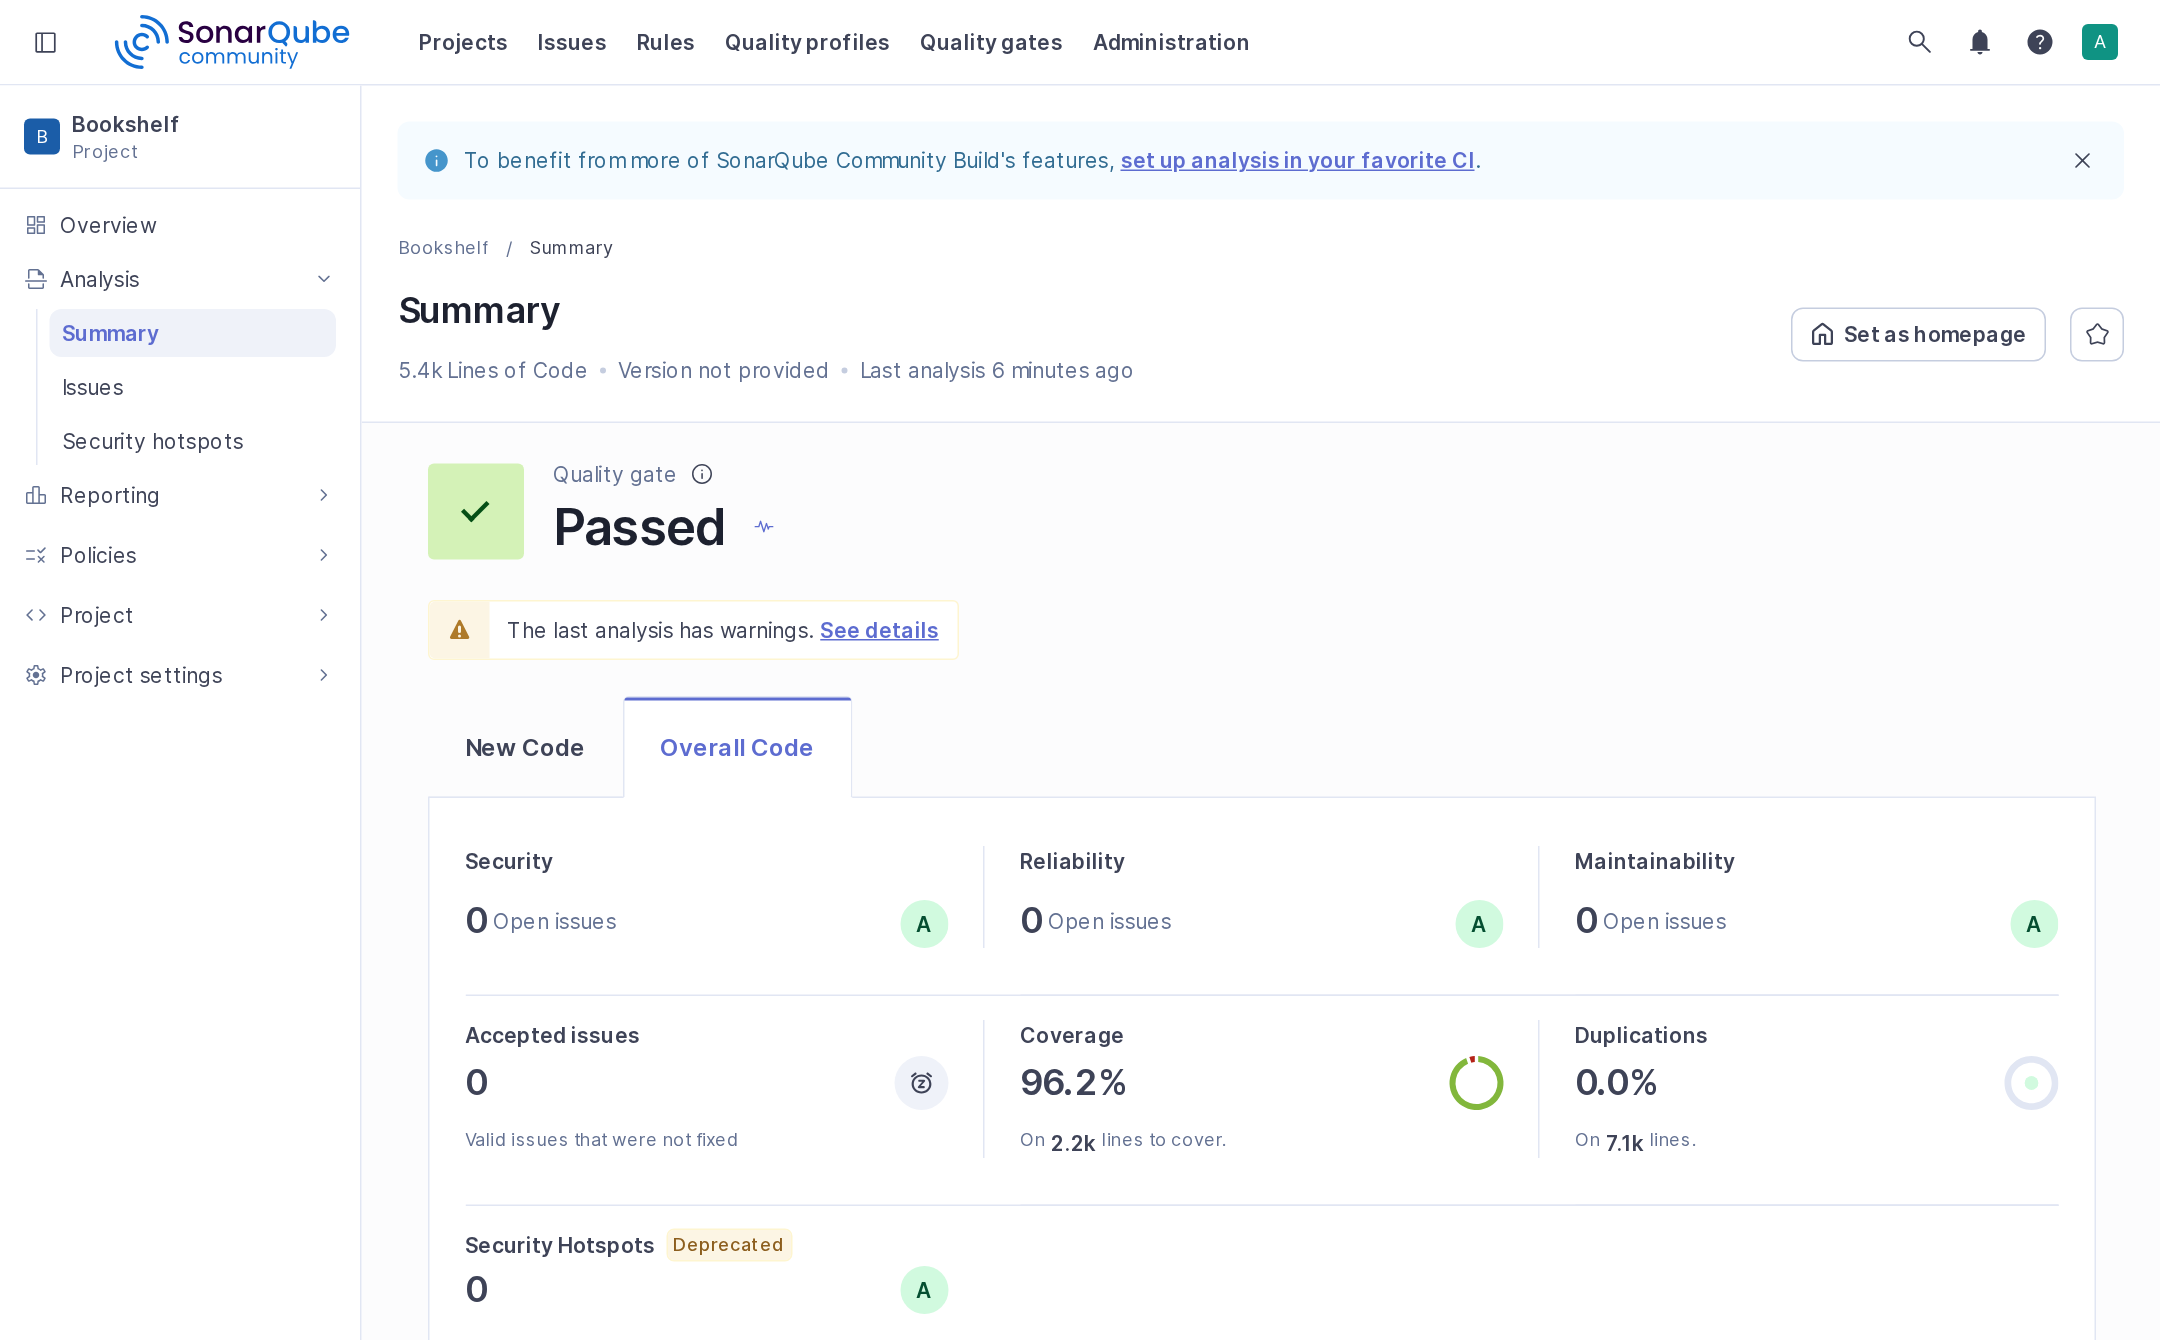 SonarQube
community
Projects Issues Rules Quality profiles Quality gates Administration
A
B
Bookshelf
Project
Overview
Analysis
Summary
Issues
Security hotspots
Reporting
Policies
Project
Project settings
To benefit from more of SonarQube Community Build's features, set up analysis in your favorite CI.
Bookshelf / Summary
Summary
Set as homepage
5.4k Lines of Code • Version not provided • Last analysis 6 minutes ago
Quality gate
Passed
The last analysis has warnings. See details
New Code Overall Code
Security
0 Open issues A
Reliability
0 Open issues A
Maintainability
0 Open issues A
Accepted issues
0
Valid issues that were not fixed
Coverage
96.2%
On 2.2k lines to cover.
Duplications
0.0%
On 7.1k lines.
Security Hotspots Deprecated
0 A